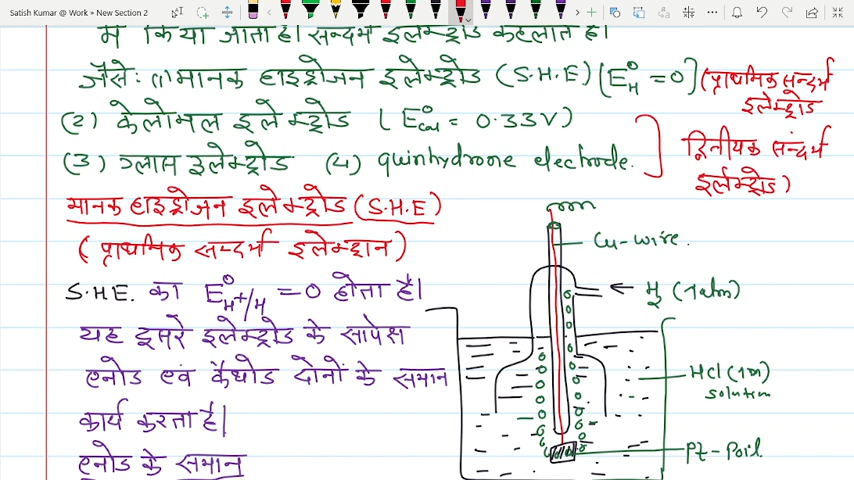 Satish Kumar @ Work » New Section 2
में किया जाता है। सन्दर्भ इलेक्ट्रोड कहलाते हैं।
जैसे: (1) मानक हाइड्रोजन इलेक्ट्रोड (S.H.E) [E°H = 0] (प्राथमिक सन्दर्भ
इलेक्ट्रोड
(2) केलोमल इलेक्ट्रोड (E°cal = 0.33V)
(3) ग्लास इलेक्ट्रोड (4) quinhydrone electrode.
द्वितीयक संदर्भ
इलेक्ट्रोड)
मानक हाइड्रोजन इलेक्ट्रोड (S.H.E)
(प्राथमिक सन्दर्भ
S.H.E. का E°H+/H = 0 होता है।
यह दूसरे इलेक्ट्रोड के सापेक्ष
एनोड एवं कैथोड दोनों के समान
कार्य करता है।
एनोड के समान
Cu-wire.
H₂ (1 atm)
HCl (1M)
solution
Pt-foil